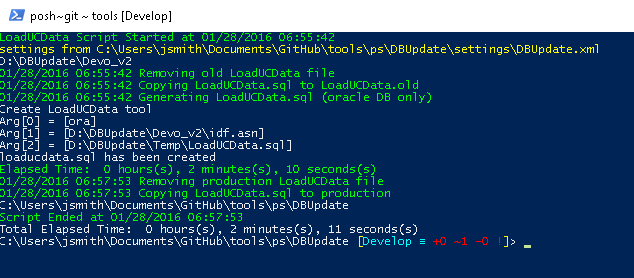 posh~git ~ tools [Develop]
LoadUCData Script Started at 01/28/2016 06:55:42
settings from C:\Users\jsmith\Documents\GitHub\tools\ps\DBUpdate\settings\DBUpdate.xml
D:\DBUpdate\Devo_v2
01/28/2016 06:55:42 Removing old LoadUCData file
01/28/2016 06:55:42 Copying LoadUCData.sql to LoadUCData.old
01/28/2016 06:55:42 Generating LoadUCData.sql (oracle DB only)
Create LoadUCData tool
Arg[0] = [ora]
Arg[1] = [D:\DBUpdate\Devo_v2\idf.asn]
Arg[2] = [D:\DBUpdate\Temp\LoadUCData.sql]
loaducdata.sql has been created
Elapsed Time:  0 hours(s), 2 minutes(s), 10 seconds(s)
01/28/2016 06:57:53 Removing production LoadUCData file
01/28/2016 06:57:53 Copying LoadUCData.sql to production
C:\Users\jsmith\Documents\GitHub\tools\ps\DBUpdate
Script Ended at 01/28/2016 06:57:53
Total Elapsed Time:  0 hours(s), 2 minutes(s), 11 seconds(s)
C:\Users\jsmith\Documents\GitHub\tools\ps\DBUpdate [Develop ≡ +0 ~1 -0 !]> _